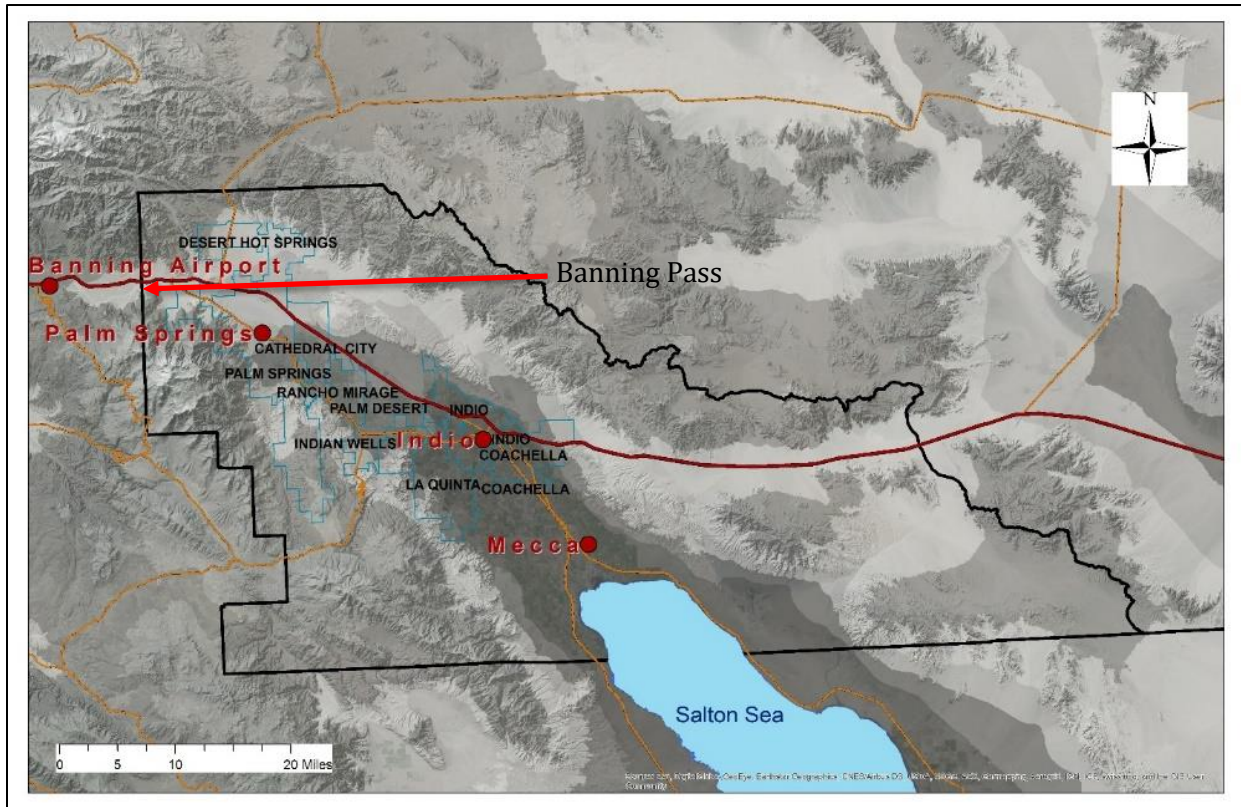 N
DESERT HOT SPRINGS
Banning Airport
Banning Pass
Palm Springs
CATHEDRAL CITY
PALM SPRINGS
RANCHO MIRAGE
PALM DESERT
INDIO
INDIAN WELLS
Indio
INDIO
COACHELLA
LA QUINTA
COACHELLA
Mecca
Salton Sea
0 5 10 20 Miles